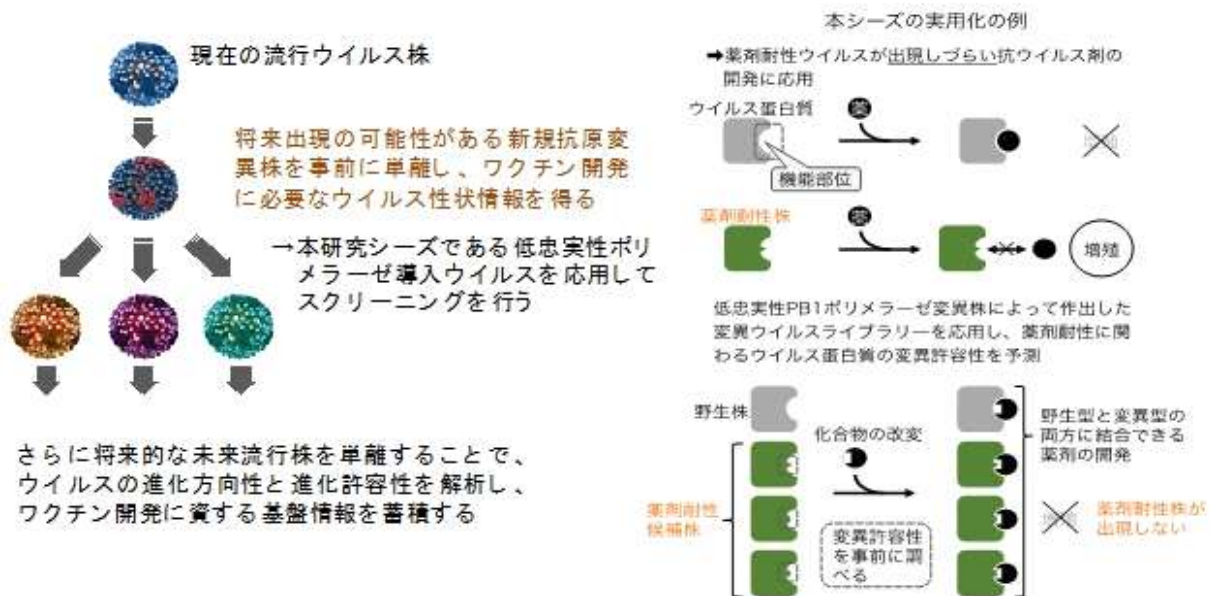 現在の流行ウイルス株
将来出現の可能性がある新規抗原変
異株を事前に単離し、ワクチン開発
に必要なウイルス性状情報を得る
→本研究シーズである低忠実性ポリ
メラーゼ導入ウイルスを応用して
スクリーニングを行う
さらに将来的な未来流行株を単離することで、
ウイルスの進化方向性と進化許容性を解析し、
ワクチン開発に資する基盤情報を蓄積する
本シーズの実用化の例
➡薬剤耐性ウイルスが出現しづらい抗ウイルス剤の
開発に応用
ウイルス蛋白質
薬
機能部位
薬剤耐性株
薬
増殖
低忠実性PB1ポリメラーゼ変異株によって作出した
変異ウイルスライブラリーを応用し、薬剤耐性に関
わるウイルス蛋白質の変異許容性を予測
野生株
化合物の改変
野生型と変異型の
両方に結合できる
薬剤の開発
薬剤耐性
候補株
変異許容性
を事前に調
べる
薬剤耐性株が
出現しない